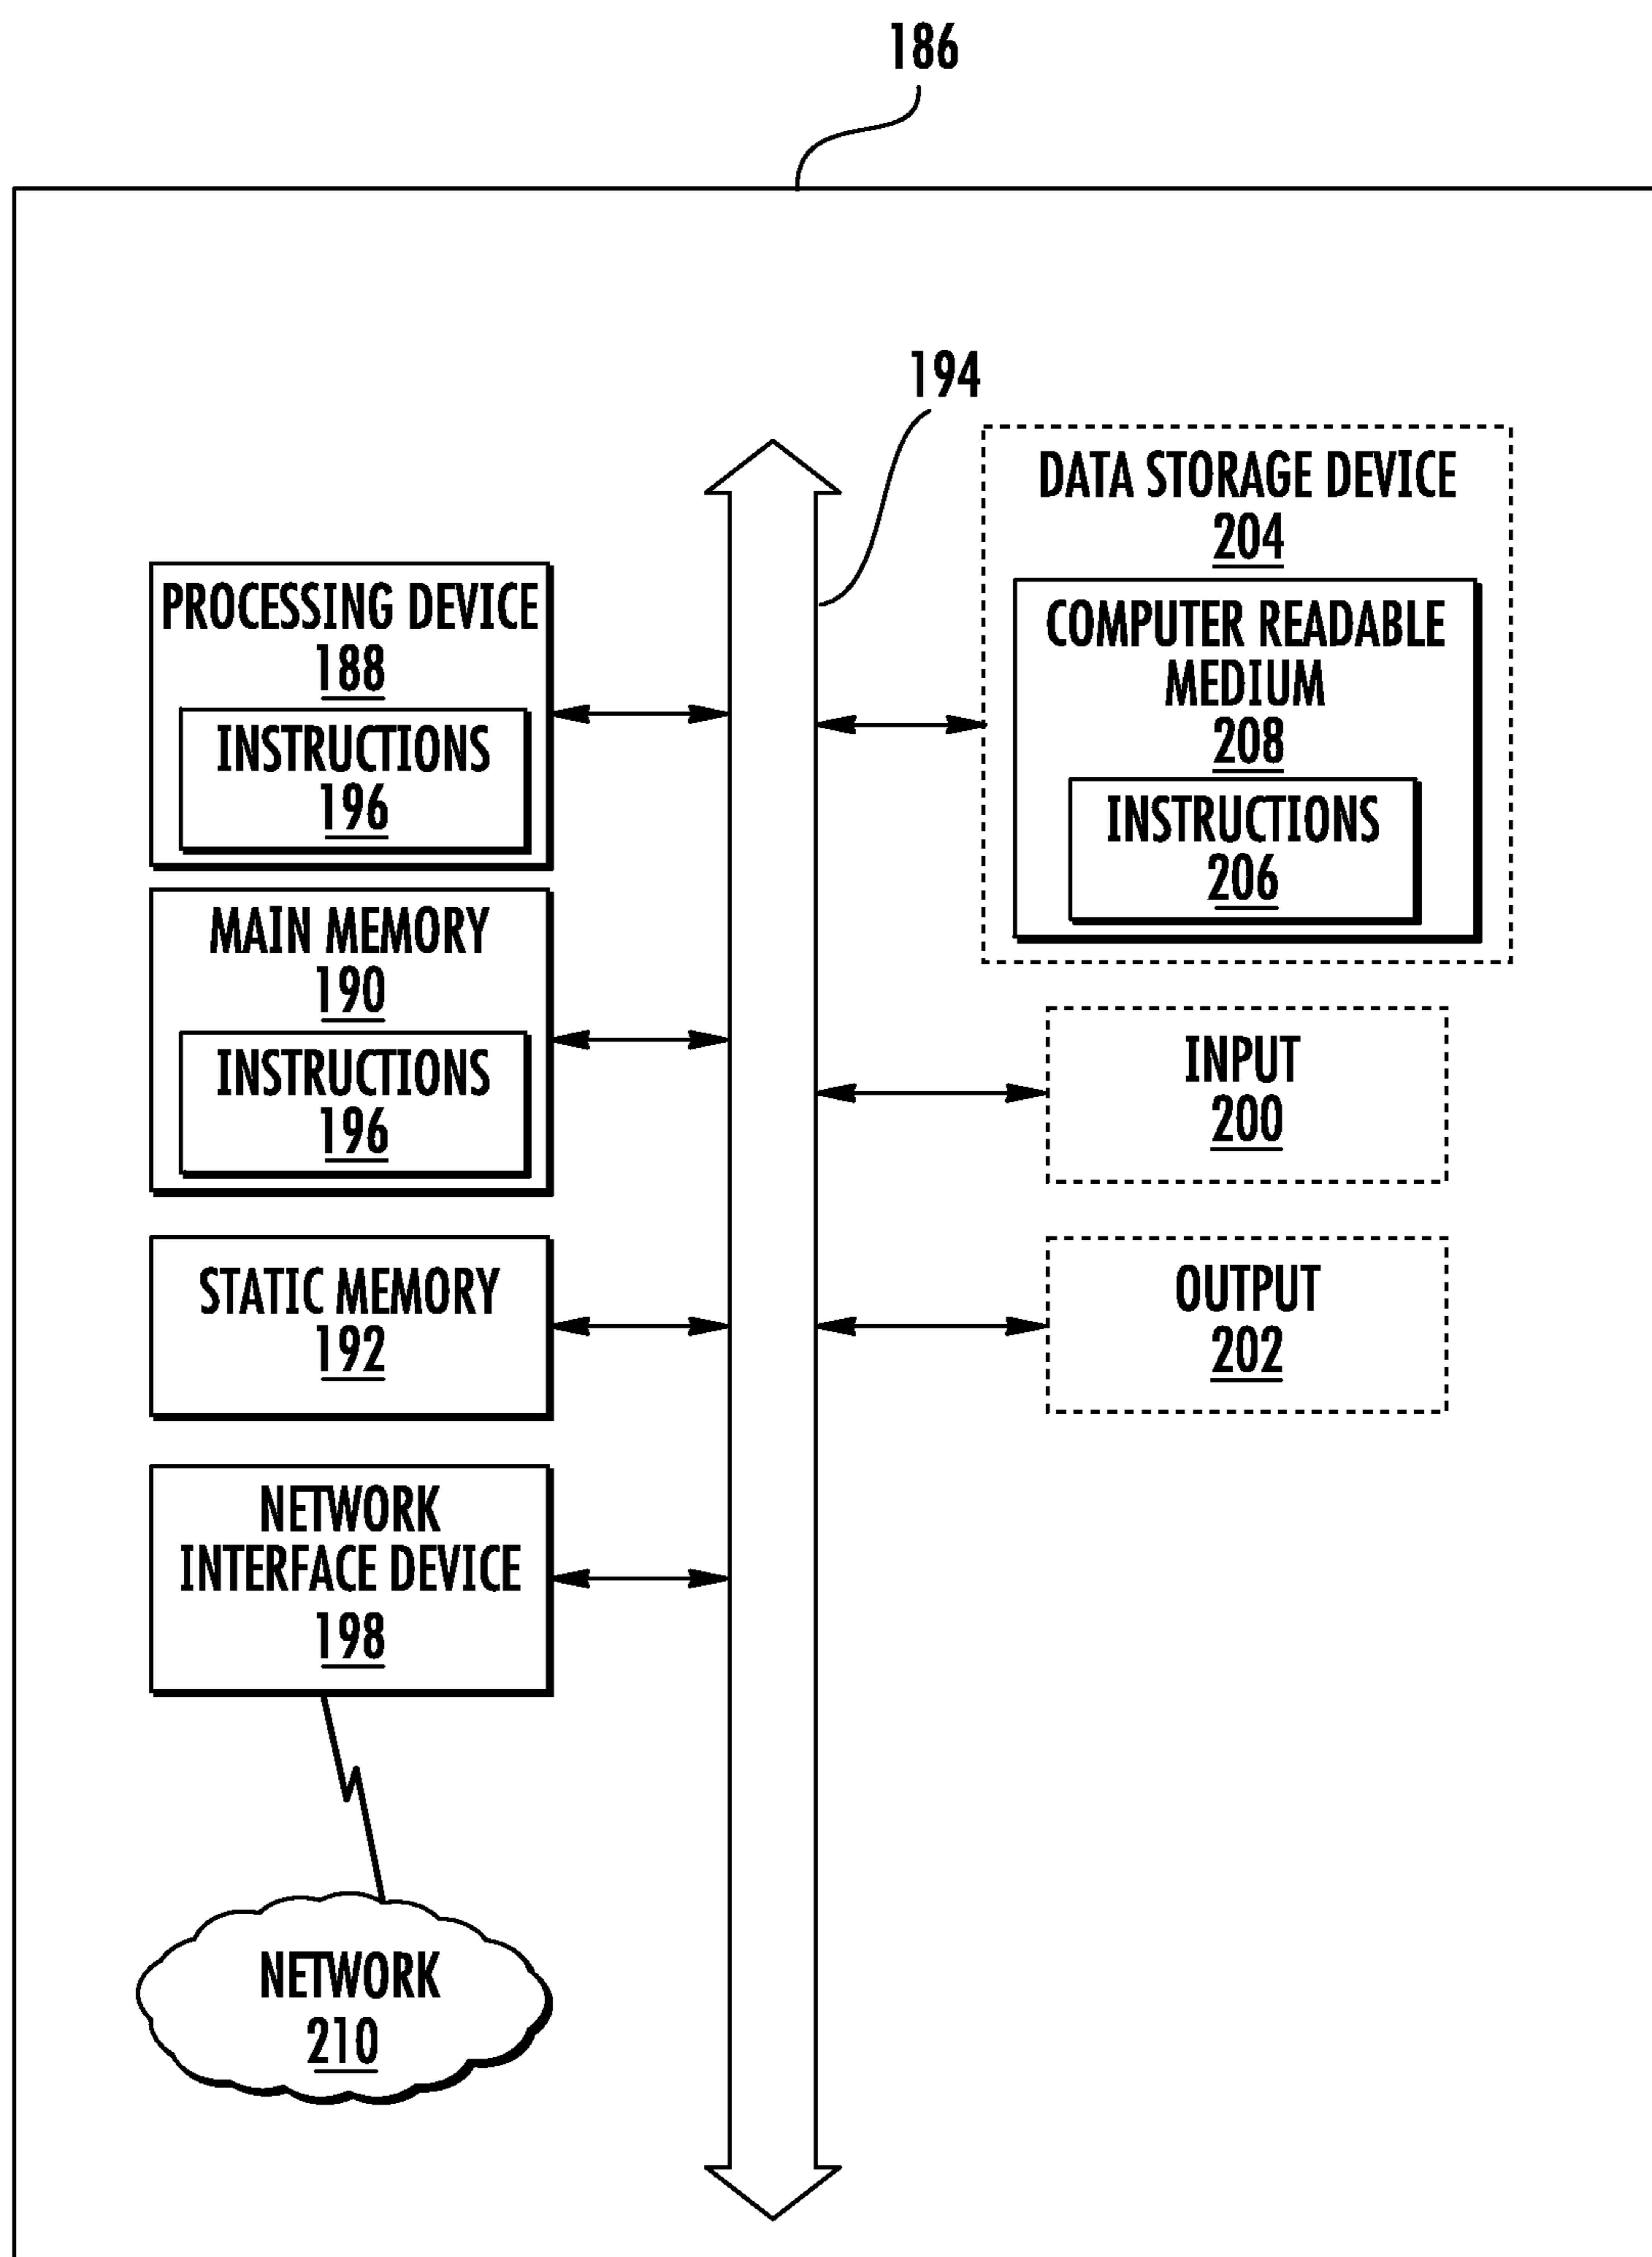 186
194
PROCESSING DEVICE
188
INSTRUCTIONS
196
MAIN MEMORY
190
INSTRUCTIONS
196
STATIC MEMORY
192
NETWORK
INTERFACE DEVICE
198
NETWORK
210
DATA STORAGE DEVICE
204
COMPUTER READABLE
MEDIUM
208
INSTRUCTIONS
206
INPUT
200
OUTPUT
202